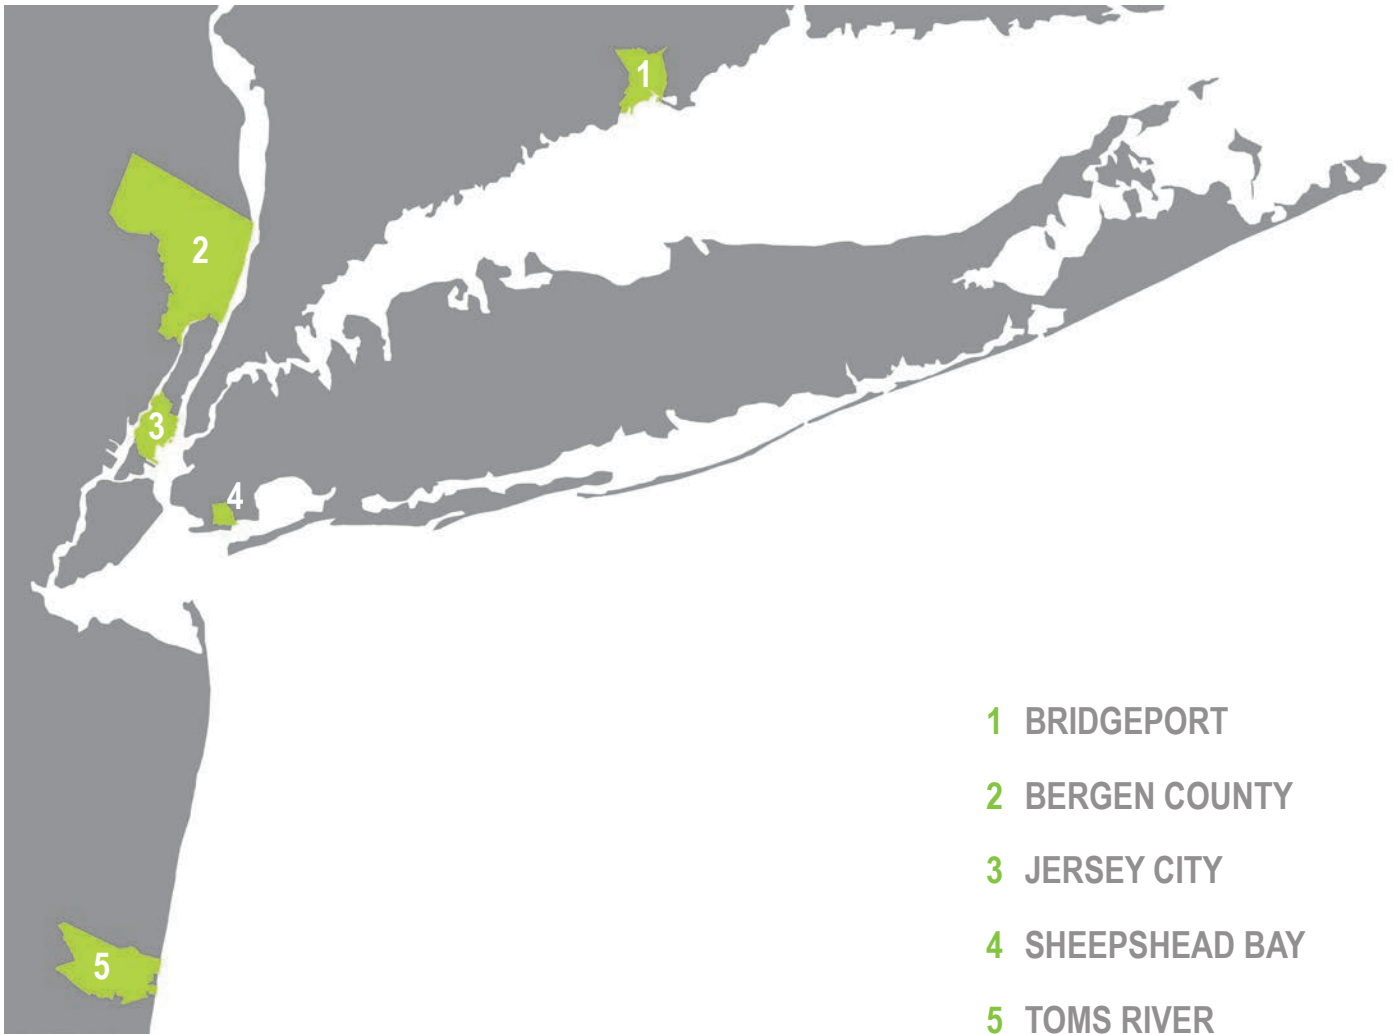 1
2
3
4
5
1 BRIDGEPORT
2 BERGEN COUNTY
3 JERSEY CITY
4 SHEEPSHEAD BAY
5 TOMS RIVER